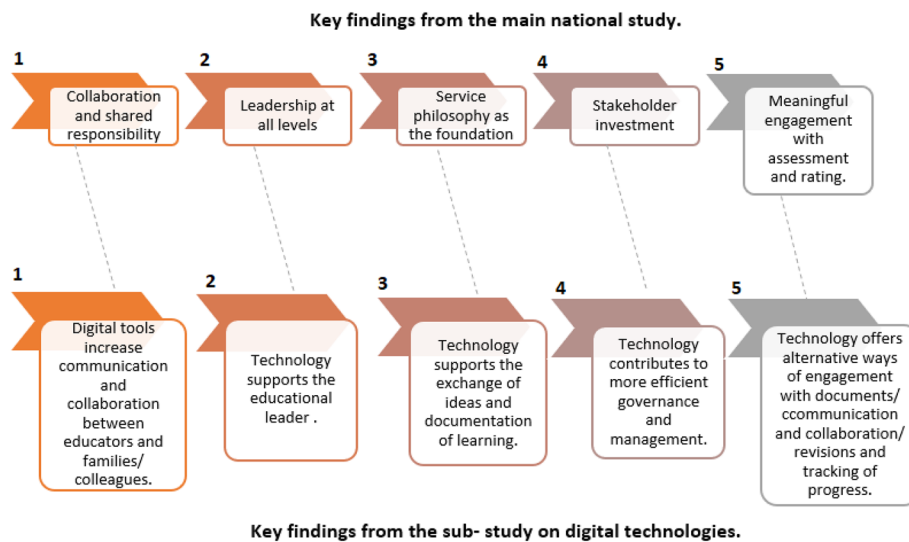 Key findings from the main national study.
1
Collaboration
and shared
responsibility
2
Leadership at
all levels
3
Service
philosophy as
the foundation
4
Stakeholder
investment
5
Meaningful
engagement
with
assessment
and rating.
1
Digital tools
increase
communication
and
collaboration
between
educators and
families/
colleagues.
2
Technology
supports the
educational
leader .
3
Technology
supports the
exchange of
ideas and
documentation
of learning.
4
Technology
contributes to
more efficient
governance
and
management.
5
Technology offers
alternative ways
of engagement
with documents/
ccommunication
and collaboration/
revisions and
tracking of
progress.
Key findings from the sub- study on digital technologies.